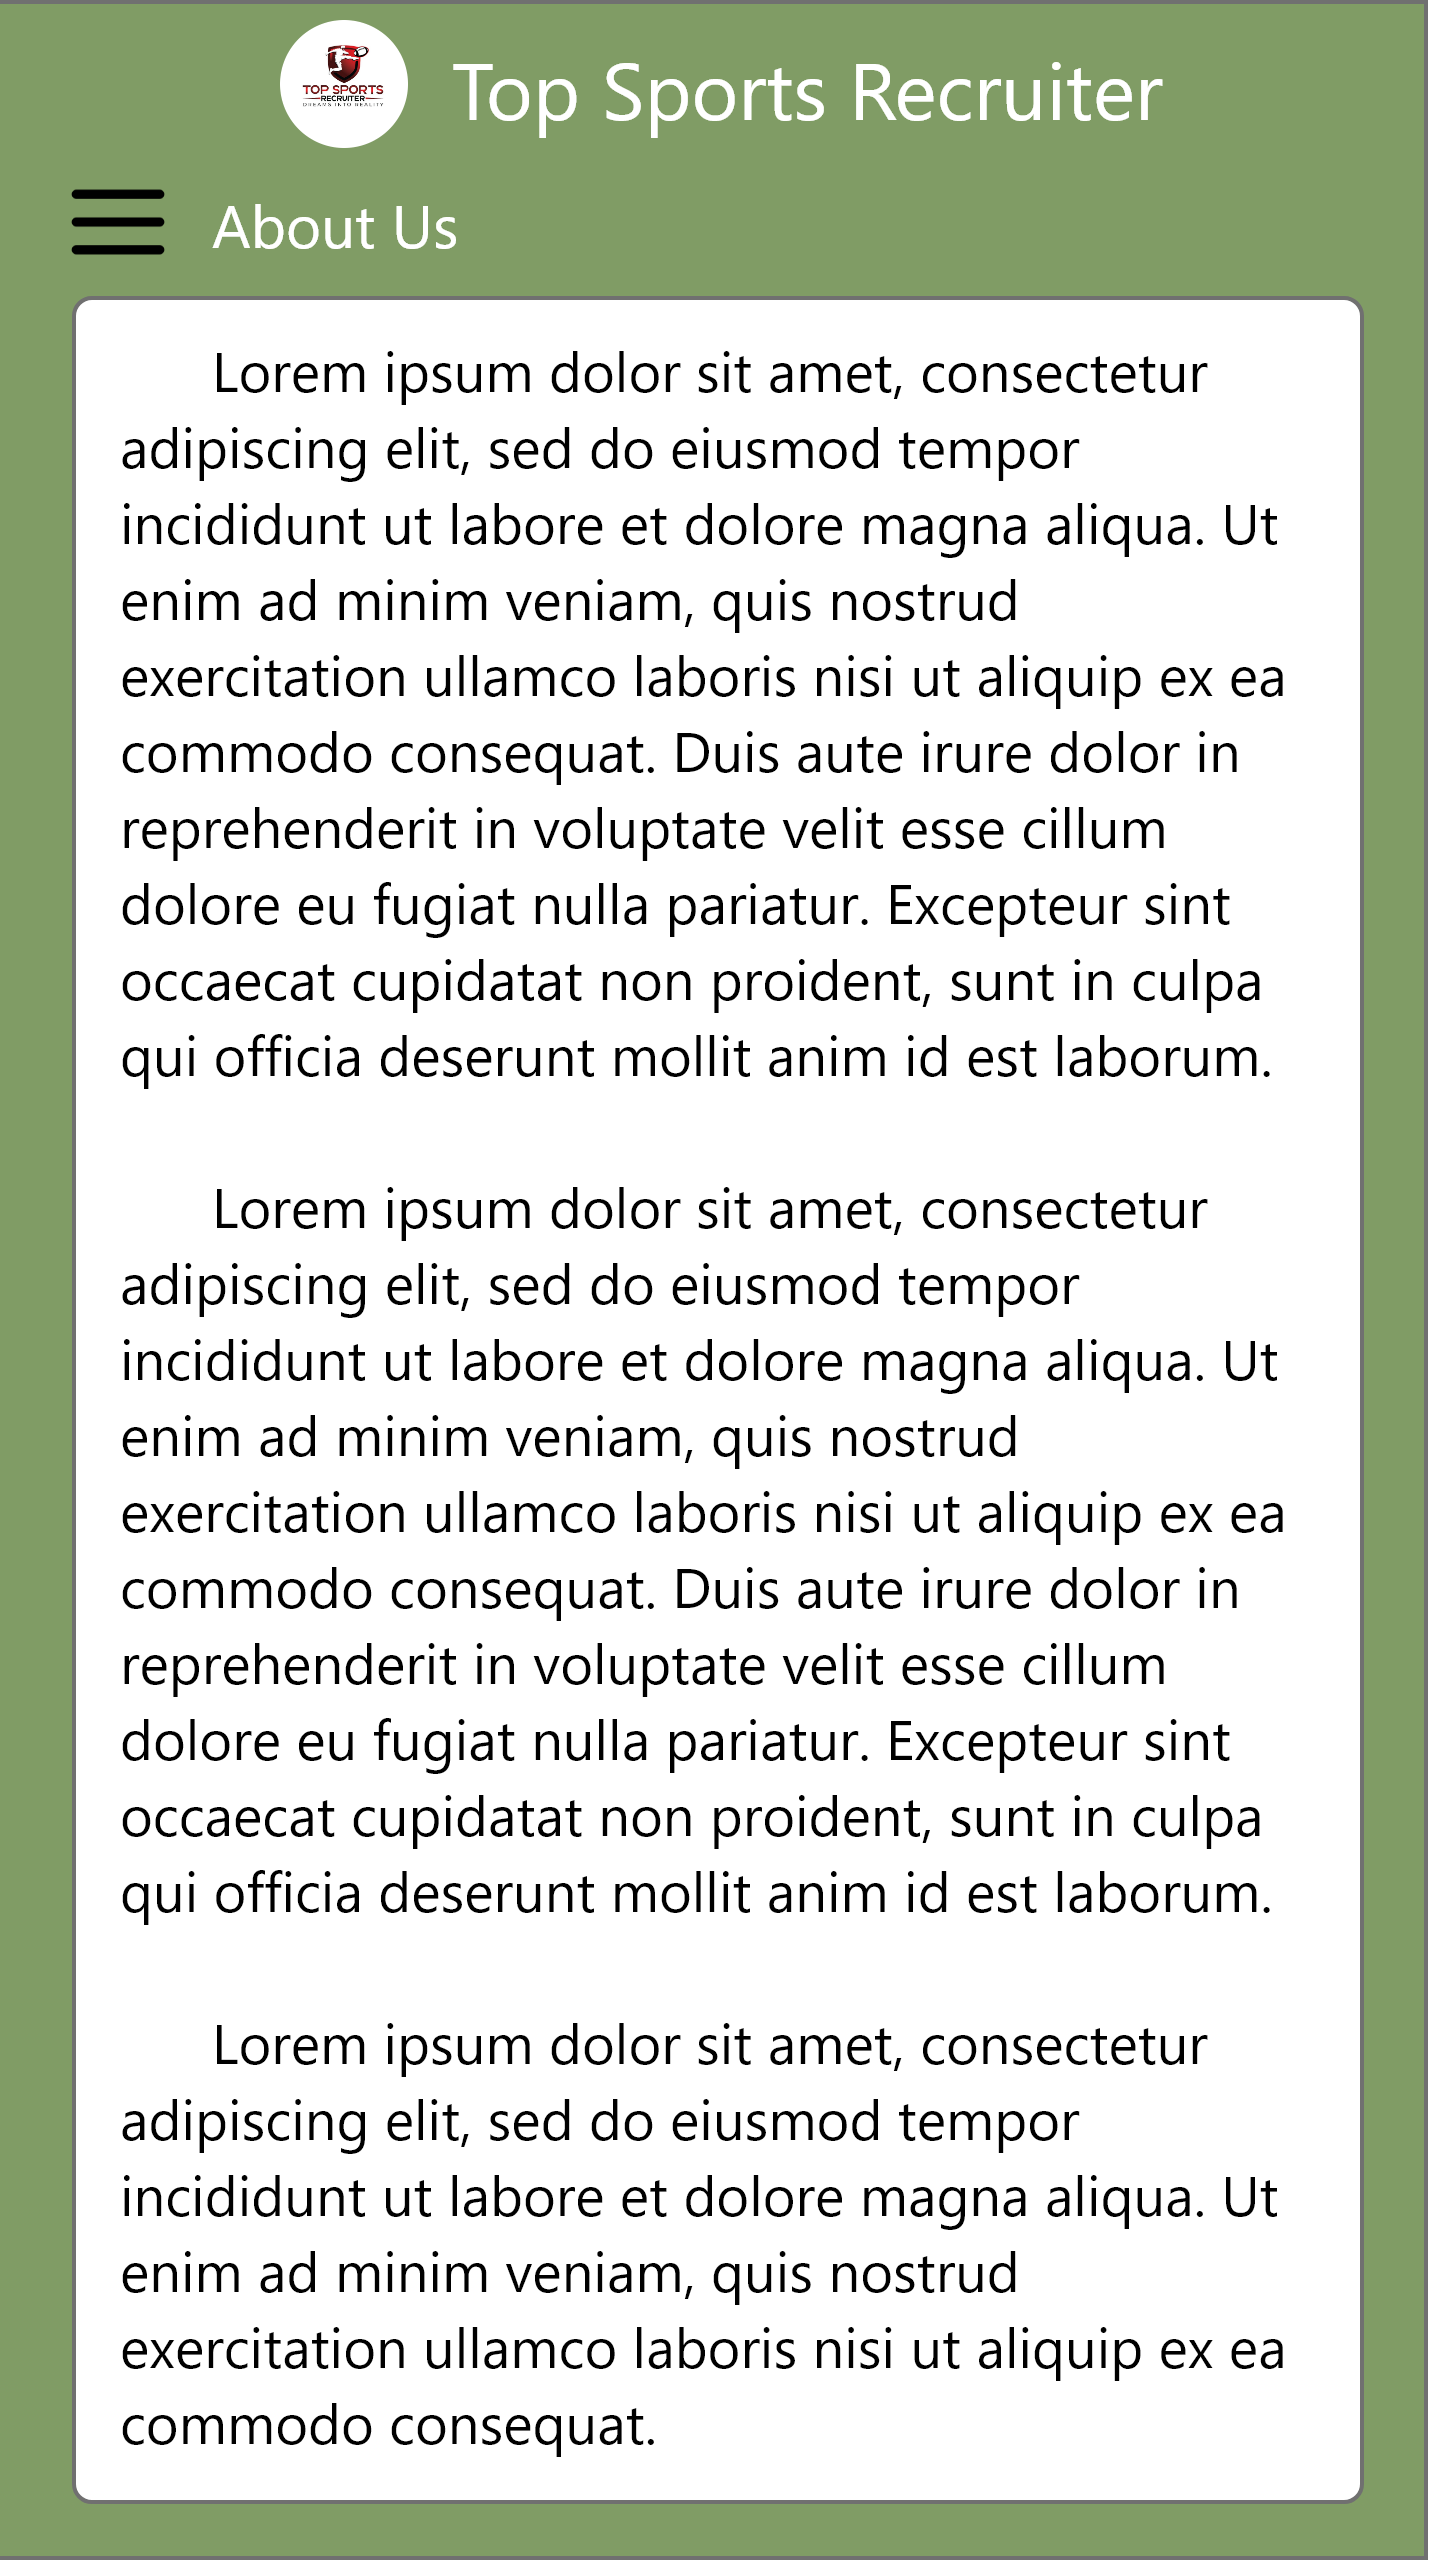 TOP SPORTS
RECRUITER
DREAMS INTO REALITY
Top Sports Recruiter
About Us
Lorem ipsum dolor sit amet, consectetur
adipiscing elit, sed do eiusmod tempor
incididunt ut labore et dolore magna aliqua. Ut
enim ad minim veniam, quis nostrud
exercitation ullamco laboris nisi ut aliquip ex ea
commodo consequat. Duis aute irure dolor in
reprehenderit in voluptate velit esse cillum
dolore eu fugiat nulla pariatur. Excepteur sint
occaecat cupidatat non proident, sunt in culpa
qui officia deserunt mollit anim id est laborum.
Lorem ipsum dolor sit amet, consectetur
adipiscing elit, sed do eiusmod tempor
incididunt ut labore et dolore magna aliqua. Ut
enim ad minim veniam, quis nostrud
exercitation ullamco laboris nisi ut aliquip ex ea
commodo consequat. Duis aute irure dolor in
reprehenderit in voluptate velit esse cillum
dolore eu fugiat nulla pariatur. Excepteur sint
occaecat cupidatat non proident, sunt in culpa
qui officia deserunt mollit anim id est laborum.
Lorem ipsum dolor sit amet, consectetur
adipiscing elit, sed do eiusmod tempor
incididunt ut labore et dolore magna aliqua. Ut
enim ad minim veniam, quis nostrud
exercitation ullamco laboris nisi ut aliquip ex ea
commodo consequat.